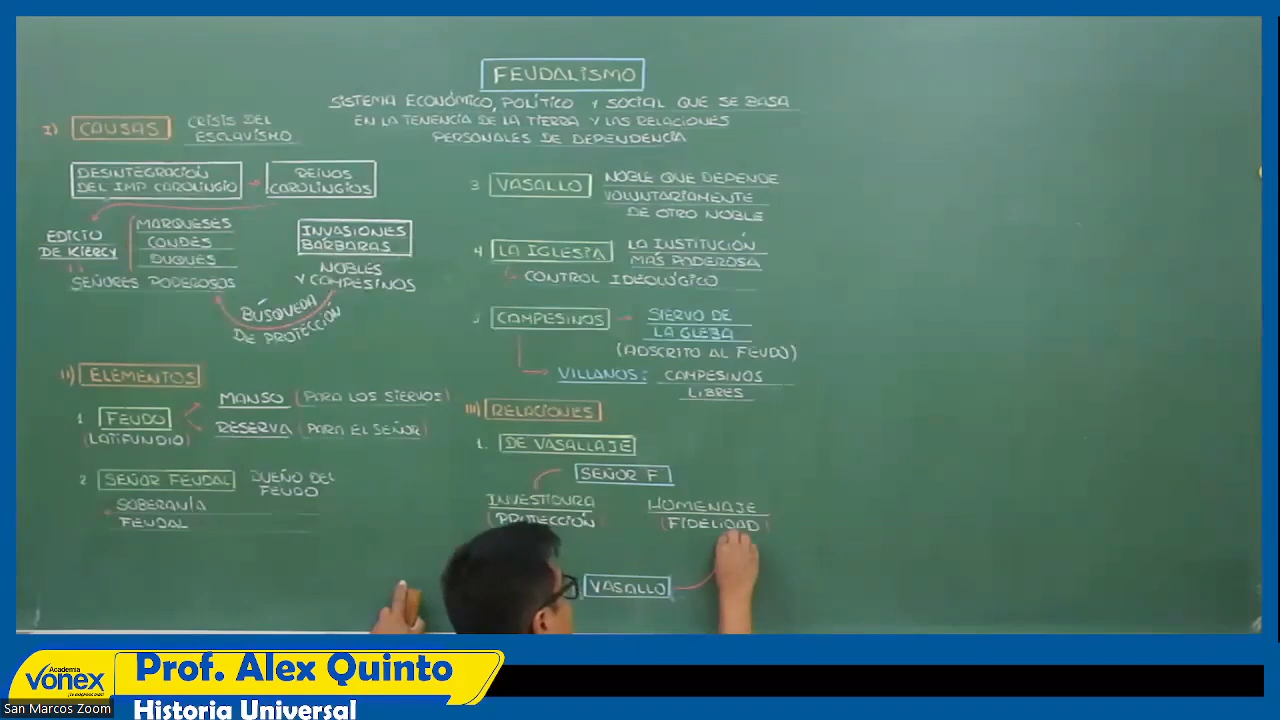 FEUDALISMO
SISTEMA ECONÓMICO, POLÍTICO Y SOCIAL QUE SE BASA
EN LA TENENCIA DE LA TIERRA Y LAS RELACIONES
PERSONALES DE DEPENDENCIA
I) CAUSAS
CRISIS DEL
ESCLAVISMO
DESINTEGRACIÓN
DEL IMP CAROLINGIO
REINOS
CAROLINGIOS
EDICTO
DE KIERCY
MARQUESES
CONDES
DUQUES
SEÑORES PODEROSOS
INVASIONES
BÁRBARAS
NOBLES
Y CAMPESINOS
BÚSQUEDA
DE PROTECCIÓN
II) ELEMENTOS
1 FEUDO
(LATIFUNDIO)
MANSO (PARA LOS SIERVOS)
RESERVA (PARA EL SEÑOR)
2 SEÑOR FEUDAL
DUEÑO DEL
FEUDO
SOBERANÍA
FEUDAL
3 VASALLO
NOBLE QUE DEPENDE
VOLUNTARIAMENTE
DE OTRO NOBLE
4 LA IGLESIA
LA INSTITUCIÓN
MÁS PODEROSA
CONTROL IDEOLÓGICO
5 CAMPESINOS
SIERVO DE
LA GLEBA
(ADSCRITO AL FEUDO)
VILLANOS: CAMPESINOS
LIBRES
III) RELACIONES
1. DE VASALLAJE
SEÑOR F
INVESTIDURA
(PROTECCIÓN)
HOMENAJE
(FIDELIDAD)
VASALLO
Academia
vonex
Prof. Alex Quinto
Historia Universal
San Marcos Zoom